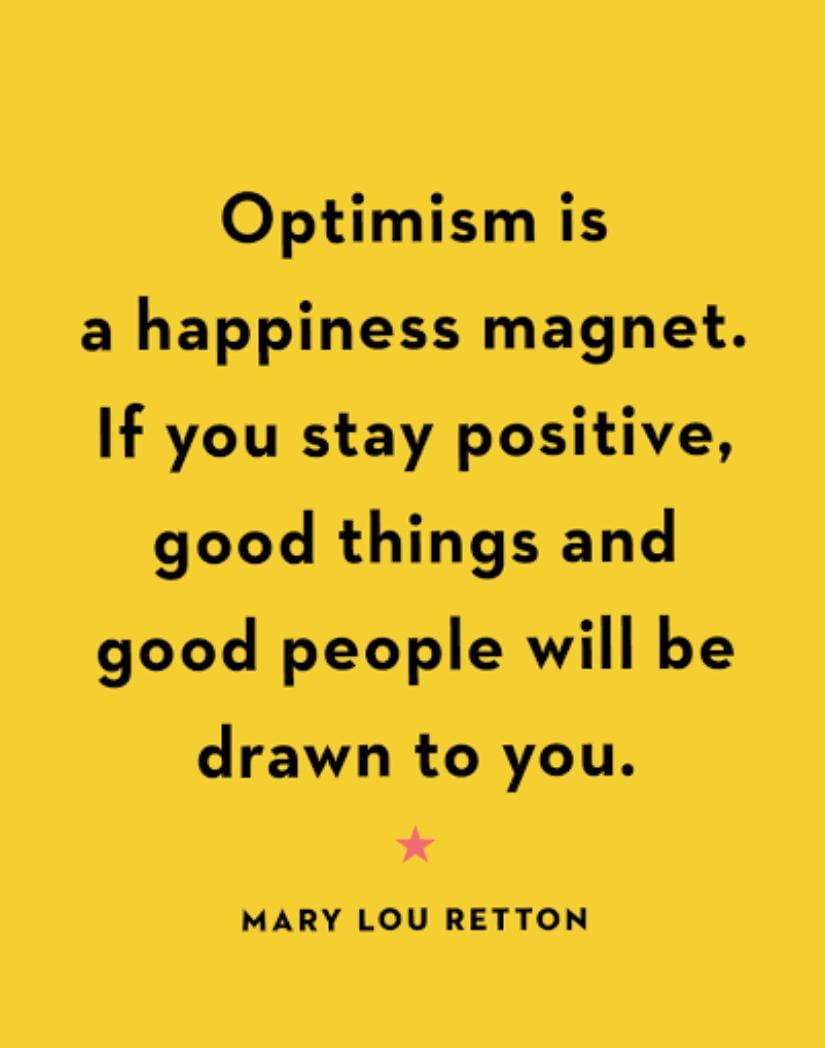 Optimism is
a happiness magnet.
If you stay positive,
good things and
good people will be
drawn to you.
MARY LOU RETTON